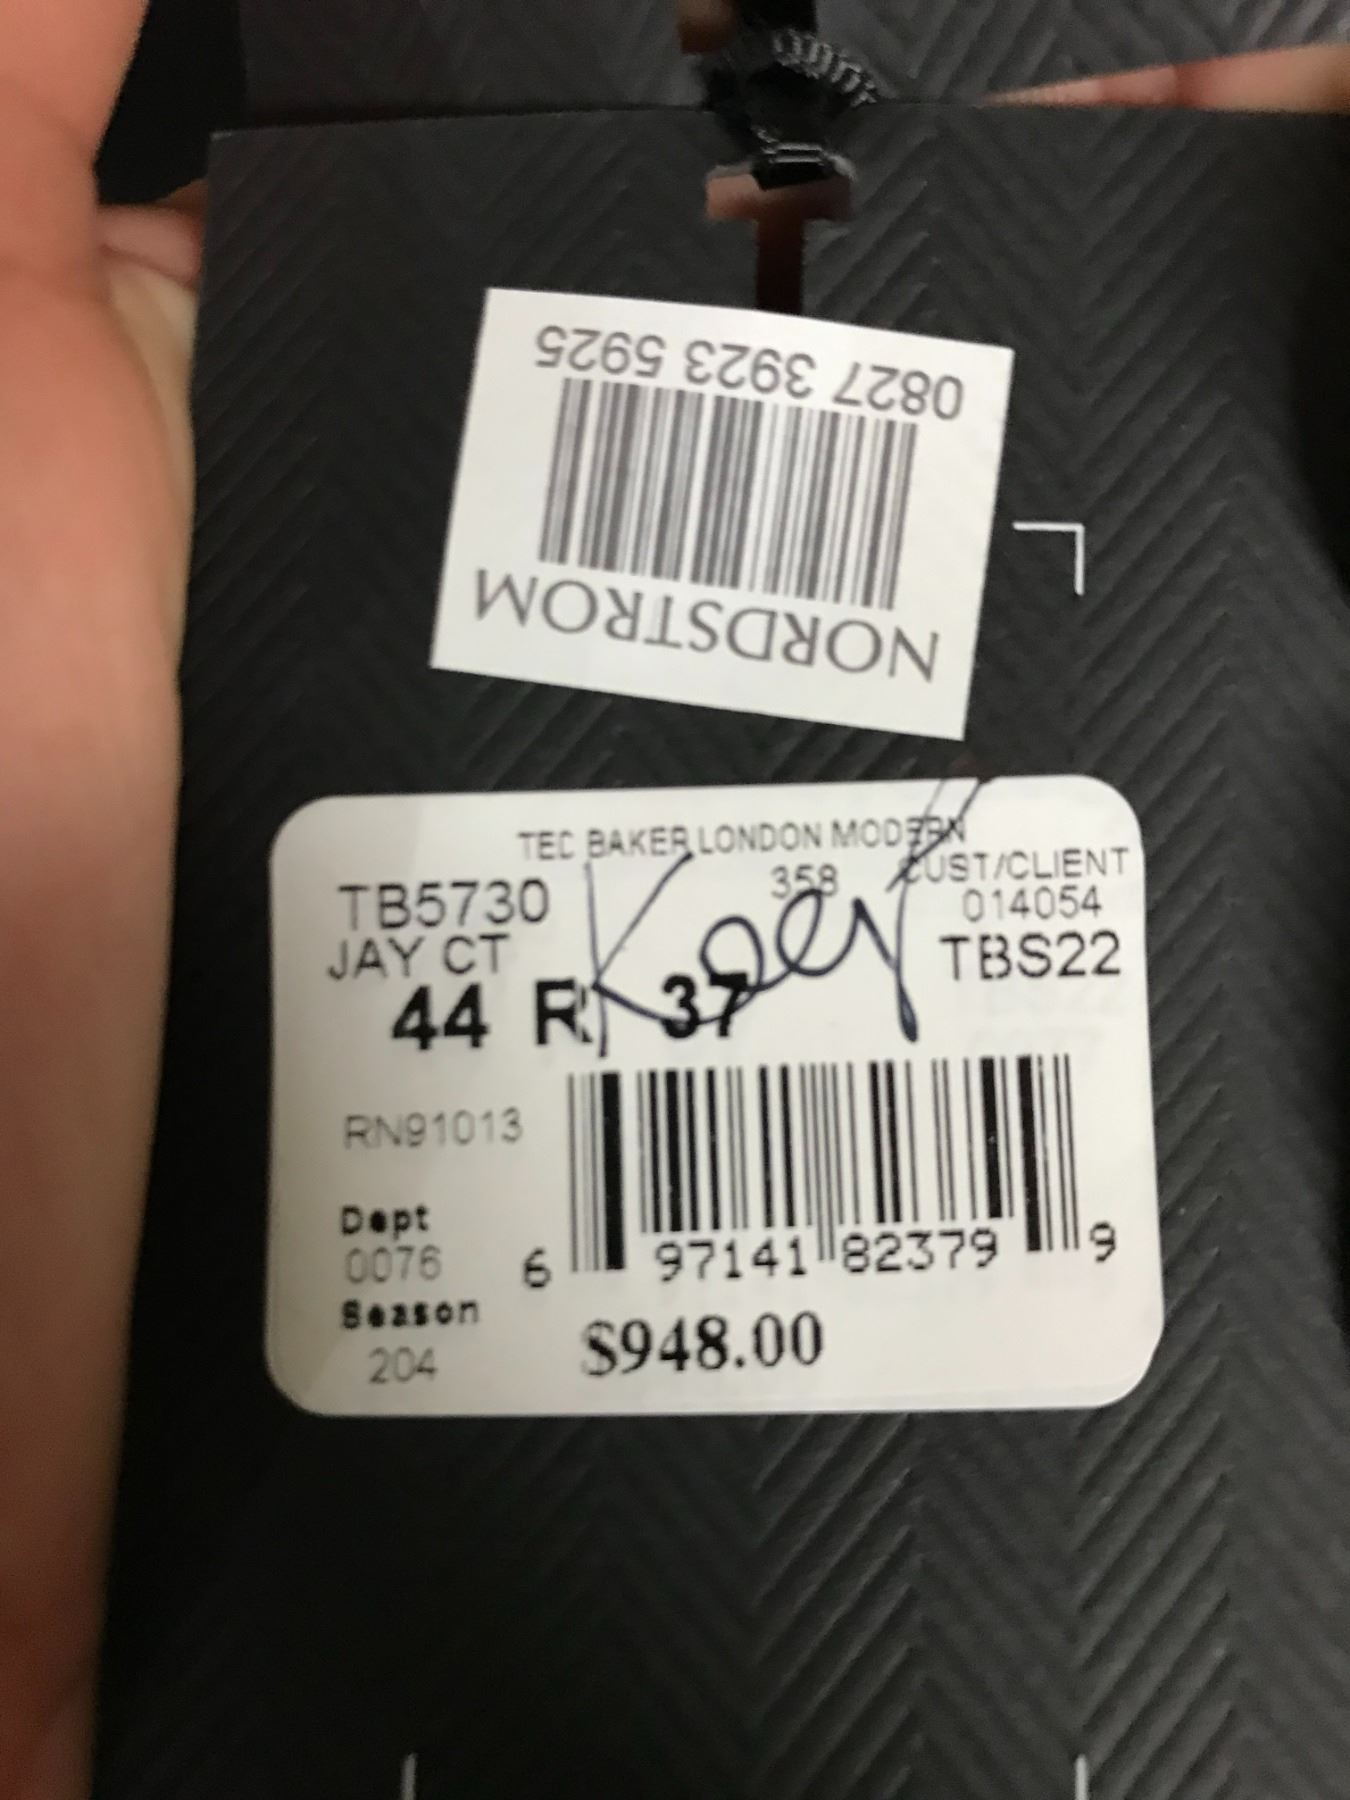 NORDSTROM
0827 3923 5925
TED BAKER LONDON MODERN
TB5730 358 CUST/CLIENT
JAY CT 014054
44 R 37 TBS22
RN91013
Dept
0076
Season
204
6 97141 82379 9
$948.00